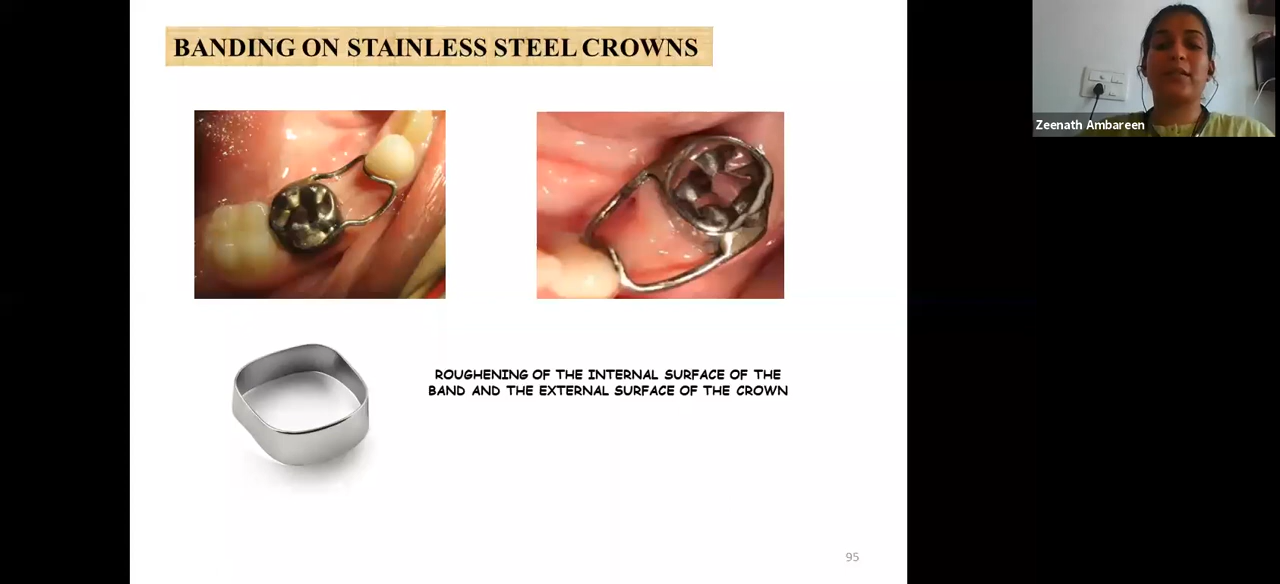 BANDING ON STAINLESS STEEL CROWNS
Zeenath Ambareen
ROUGHENING OF THE INTERNAL SURFACE OF THE
BAND AND THE EXTERNAL SURFACE OF THE CROWN
95